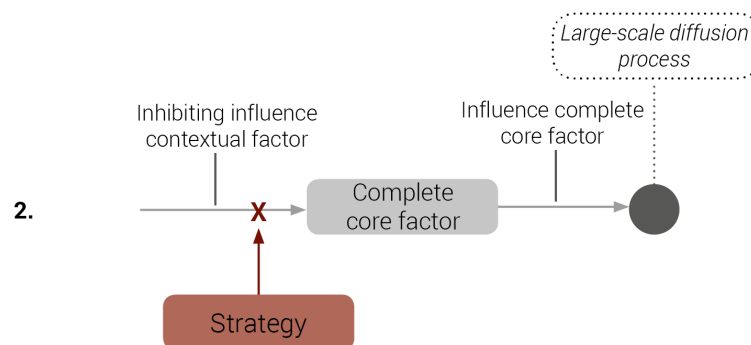 Large-scale diffusion
process
Inhibiting influence
contextual factor
Influence complete
core factor
2.
X
Complete
core factor
Strategy